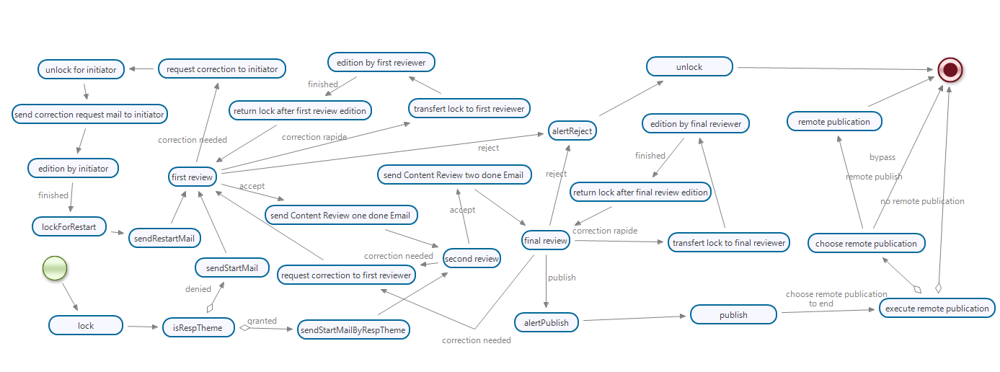 unlock for initiator
request correction to initiator
edition by first reviewer
unlock
finished
send correction request mail to initiator
return lock after first review edition
transfert lock to first reviewer
alertReject
edition by final reviewer
remote publication
correction needed
correction rapide
reject
finished
bypass
edition by initiator
first review
send Content Review two done Email
reject
remote publish
finished
accept
return lock after final review edition
no remote publication
send Content Review one done Email
accept
lockForRestart
sendRestartMail
final review
correction rapide
transfert lock to final reviewer
choose remote publication
correction needed
second review
sendStartMail
request correction to first reviewer
publish
denied
choose remote publication
to end
execute remote publication
lock
isRespTheme
granted
sendStartMailByRespTheme
alertPublish
publish
correction needed